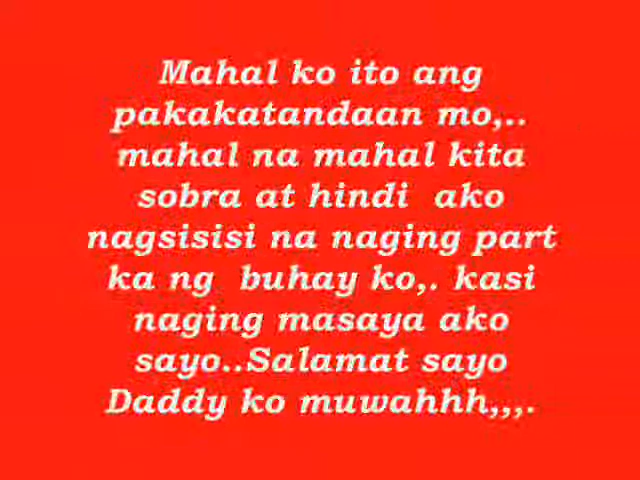 Mahal ko ito ang
pakakatandaan mo,..
mahal na mahal kita
sobra at hindi ako
nagsisisi na naging part
ka ng buhay ko,. kasi
naging masaya ako
sayo..Salamat sayo
Daddy ko muwahhh,,,.